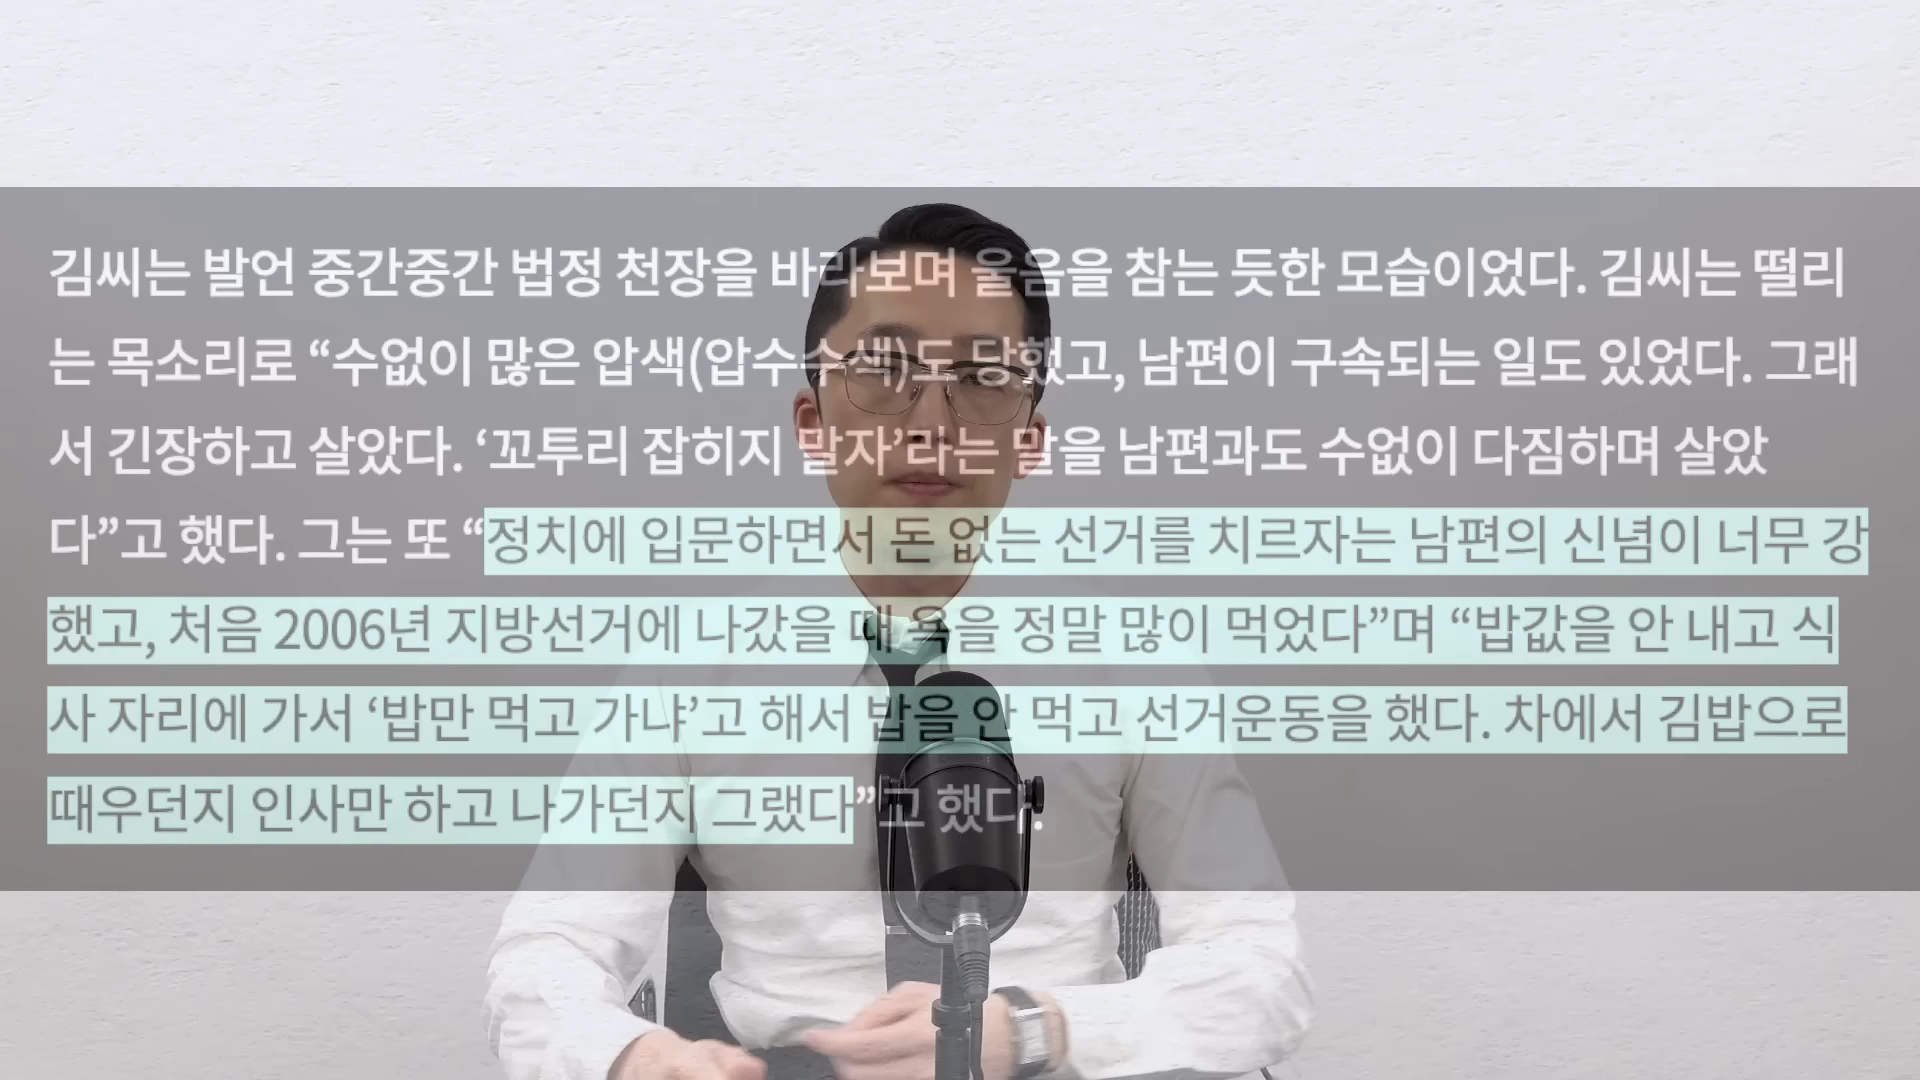 김씨는 발언 중간중간 법정 천장을 바라보며 울음을 참는 듯한 모습이었다. 김씨는 떨리
는 목소리로 “수없이 많은 압색(압수수색)도 당했고, 남편이 구속되는 일도 있었다. 그래
서 긴장하고 살았다. ‘꼬투리 잡히지 말자’라는 말을 남편과도 수없이 다짐하며 살았
다”고 했다. 그는 또 “정치에 입문하면서 돈 없는 선거를 치르자는 남편의 신념이 너무 강
했고, 처음 2006년 지방선거에 나갔을 때 욕을 정말 많이 먹었다”며 “밥값을 안 내고 식
사 자리에 가서 ‘밥만 먹고 가냐’고 해서 밥을 안 먹고 선거운동을 했다. 차에서 김밥으로
때우던지 인사만 하고 나가던지 그랬다”고 했다.